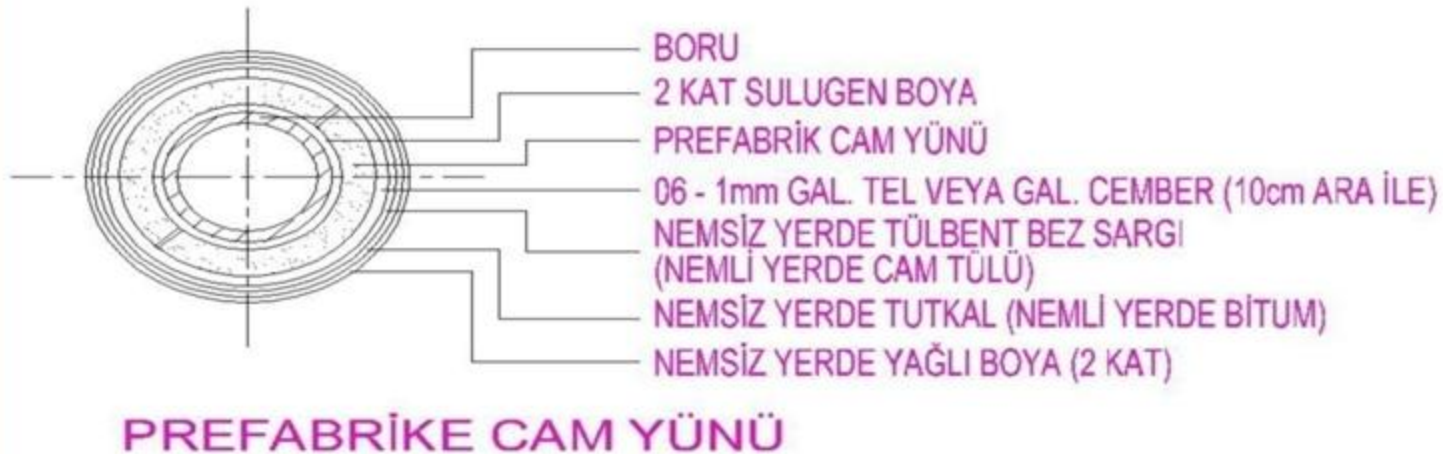 BORU
2 KAT SULUGEN BOYA
PREFABRİK CAM YÜNÜ
06 - 1mm GAL. TEL VEYA GAL. CEMBER (10cm ARA İLE)
NEMSİZ YERDE TÜLBENT BEZ SARGI
(NEMLİ YERDE CAM TÜLÜ)
NEMSİZ YERDE TUTKAL (NEMLİ YERDE BİTUM)
NEMSİZ YERDE YAĞLI BOYA (2 KAT)
PREFABRİKE CAM YÜNÜ